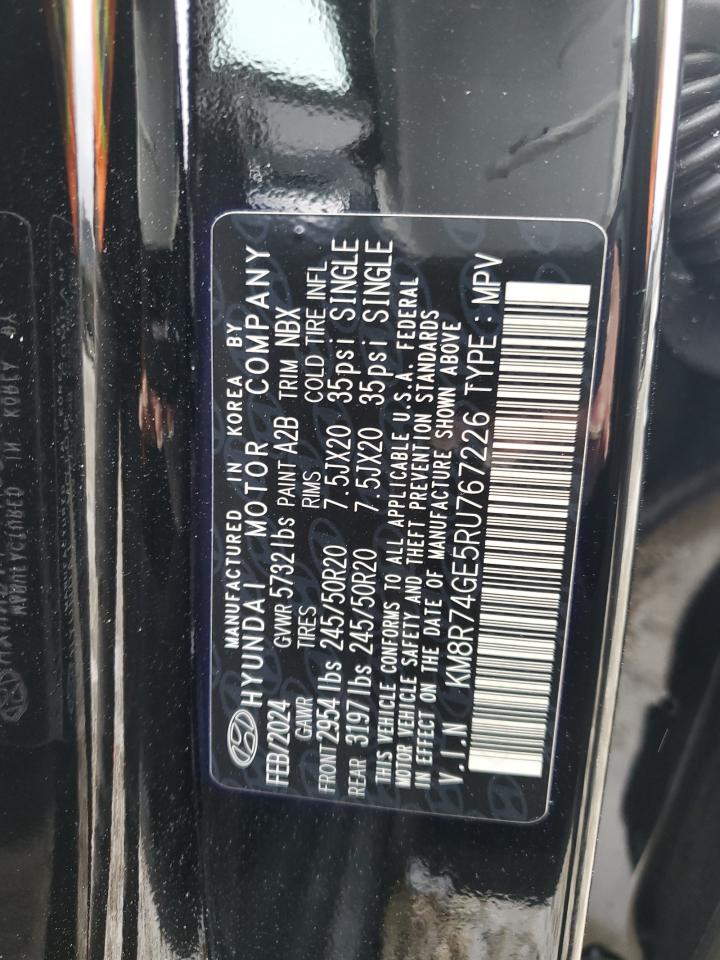 MANUFACTURED IN KOREA BY
HYUNDAI MOTOR COMPANY
FEB/2024 GVWR 5732 lbs PAINT A2B TRIM NBX
GAWR TIRES RIMS COLD TIRE INFL
FRONT 2954 lbs 245/50R20 7.5JX20 35psi SINGLE
REAR 3197 lbs 245/50R20 7.5JX20 35psi SINGLE
THIS VEHICLE CONFORMS TO ALL APPLICABLE U.S.A. FEDERAL
MOTOR VEHICLE SAFETY AND THEFT PREVENTION STANDARDS
IN EFFECT ON THE DATE OF MANUFACTURE SHOWN ABOVE
V.I.N KM8R74GE5RU767226 TYPE : MPV